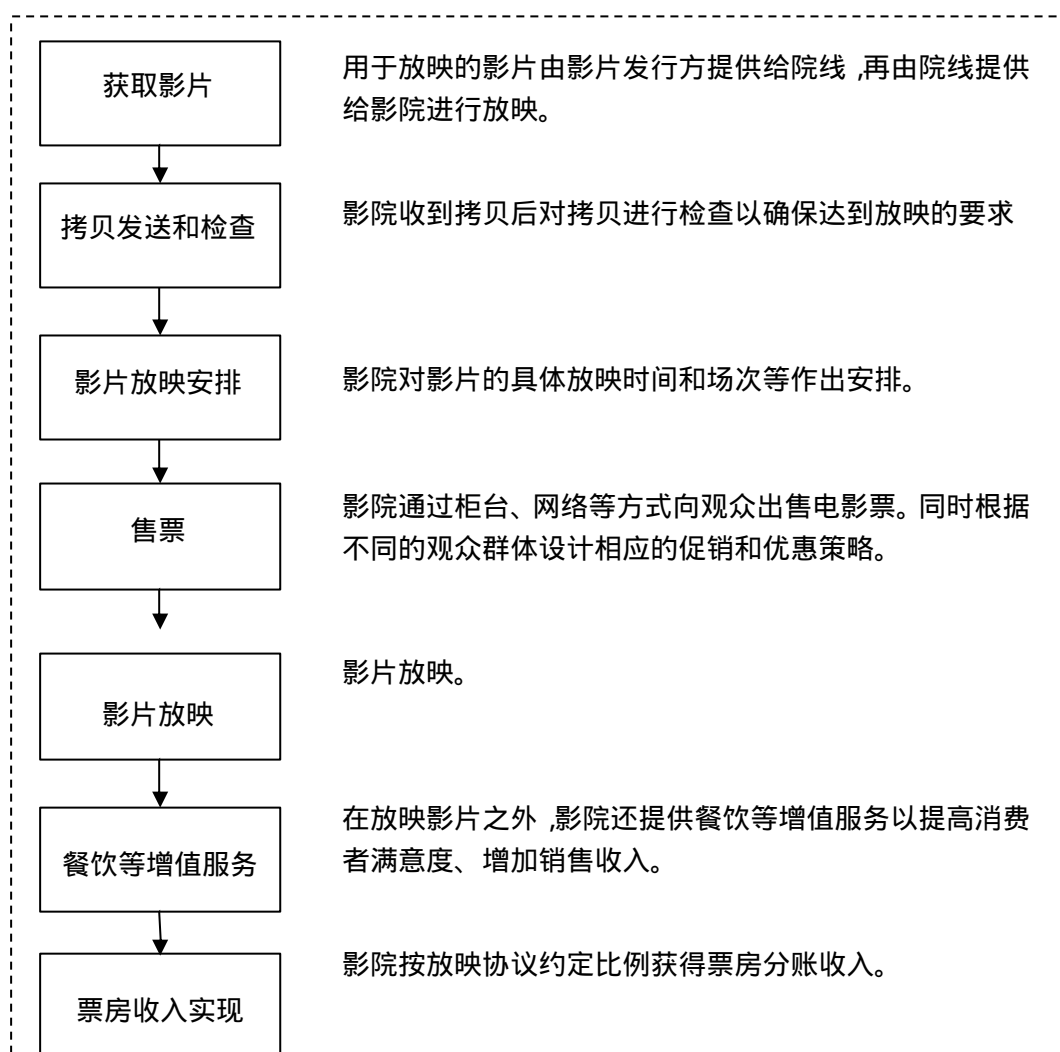 获取影片
用于放映的影片由影片发行方提供给院线,再由院线提供
给影院进行放映。
拷贝发送和检查
影院收到拷贝后对拷贝进行检查以确保达到放映的要求
影片放映安排
影院对影片的具体放映时间和场次等作出安排。
售票
影院通过柜台、网络等方式向观众出售电影票。同时根据
不同的观众群体设计相应的促销和优惠策略。
影片放映
影片放映。
餐饮等增值服务
在放映影片之外,影院还提供餐饮等增值服务以提高消费
者满意度、增加销售收入。
票房收入实现
影院按放映协议约定比例获得票房分账收入。